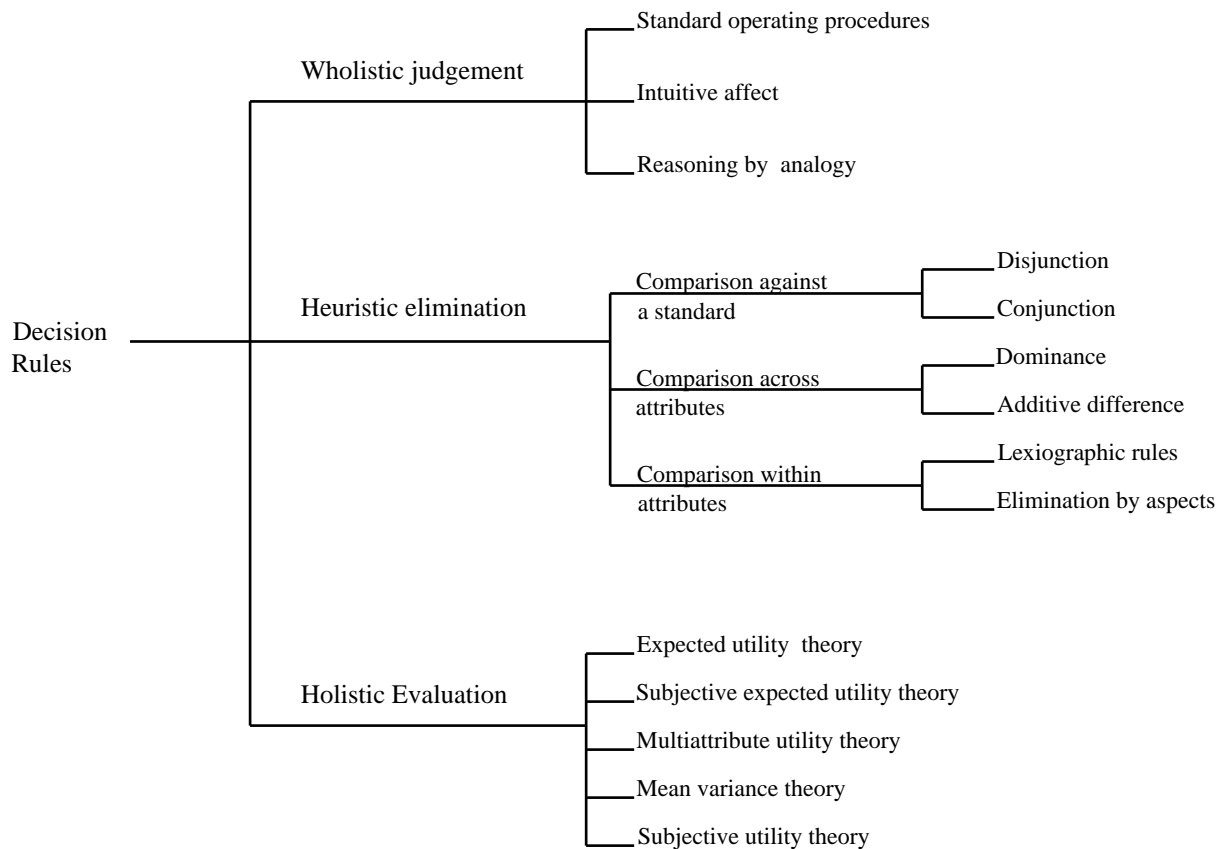 Decision
Rules
Wholistic judgement
Standard operating procedures
Intuitive affect
Reasoning by analogy
Heuristic elimination
Comparison against
a standard
Disjunction
Conjunction
Comparison across
attributes
Dominance
Additive difference
Comparison within
attributes
Lexiographic rules
Elimination by aspects
Holistic Evaluation
Expected utility theory
Subjective expected utility theory
Multiattribute utility theory
Mean variance theory
Subjective utility theory